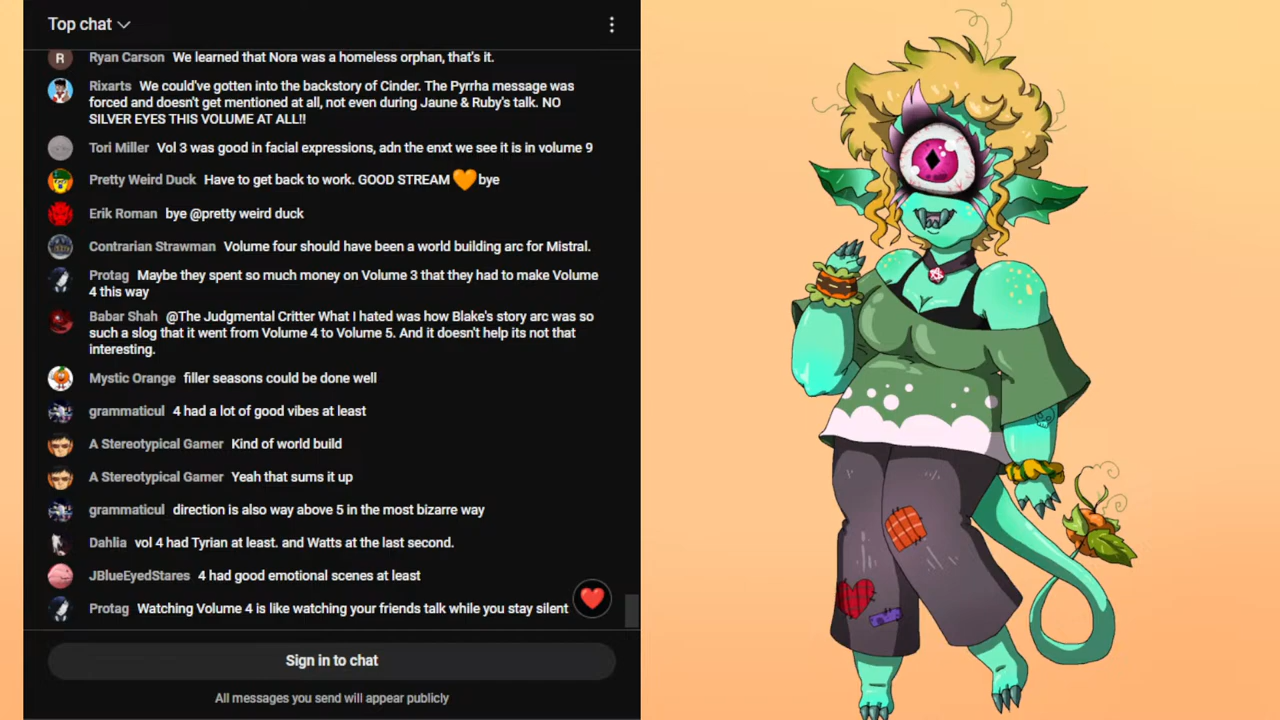 Top chat
Ryan Carson We learned that Nora was a homeless orphan, that's it.
Rixarts We could've gotten into the backstory of Cinder. The Pyrrha message was
forced and doesn't get mentioned at all, not even during Jaune & Ruby's talk. NO
SILVER EYES THIS VOLUME AT ALL!!
Tori Miller Vol 3 was good in facial expressions, adn the enxt we see it is in volume 9
Pretty Weird Duck Have to get back to work. GOOD STREAM 🧡 bye
Erik Roman bye @pretty weird duck
Contrarian Strawman Volume four should have been a world building arc for Mistral.
Protag Maybe they spent so much money on Volume 3 that they had to make Volume
4 this way
Babar Shah @The Judgmental Critter What I hated was how Blake's story arc was so
such a slog that it went from Volume 4 to Volume 5. And it doesn't help its not that
interesting.
Mystic Orange filler seasons could be done well
grammaticul 4 had a lot of good vibes at least
A Stereotypical Gamer Kind of world build
A Stereotypical Gamer Yeah that sums it up
grammaticul direction is also way above 5 in the most bizarre way
Dahlia vol 4 had Tyrian at least. and Watts at the last second.
JBlueEyedStares 4 had good emotional scenes at least
Protag Watching Volume 4 is like watching your friends talk while you stay silent
Sign in to chat
All messages you send will appear publicly